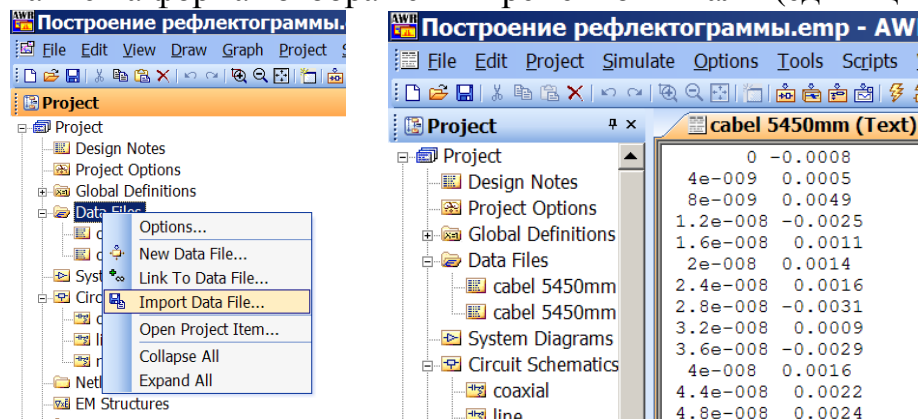 Построение рефлектограммы.
File Edit View Draw Graph Project
Project
Project
Design Notes
Project Options
Global Definitions
Data Files
Options...
New Data File...
Link To Data File...
Import Data File...
Open Project Item...
Collapse All
Expand All
Syst
Circ
Netl
EM Structures
Построение рефлектограммы.emp - AWR
File Edit Project Simulate Options Tools Scripts
Project
Project
Design Notes
Project Options
Global Definitions
Data Files
cabel 5450mm
cabel 5450mm
System Diagrams
Circuit Schematics
coaxial
line
cabel 5450mm (Text)
0 -0.0008
4e-009 0.0005
8e-009 0.0049
1.2e-008 -0.0025
1.6e-008 0.0011
2e-008 0.0014
2.4e-008 0.0016
2.8e-008 -0.0031
3.2e-008 0.0009
3.6e-008 -0.0029
4e-008 0.0016
4.4e-008 0.0022
4.8e-008 0.0024